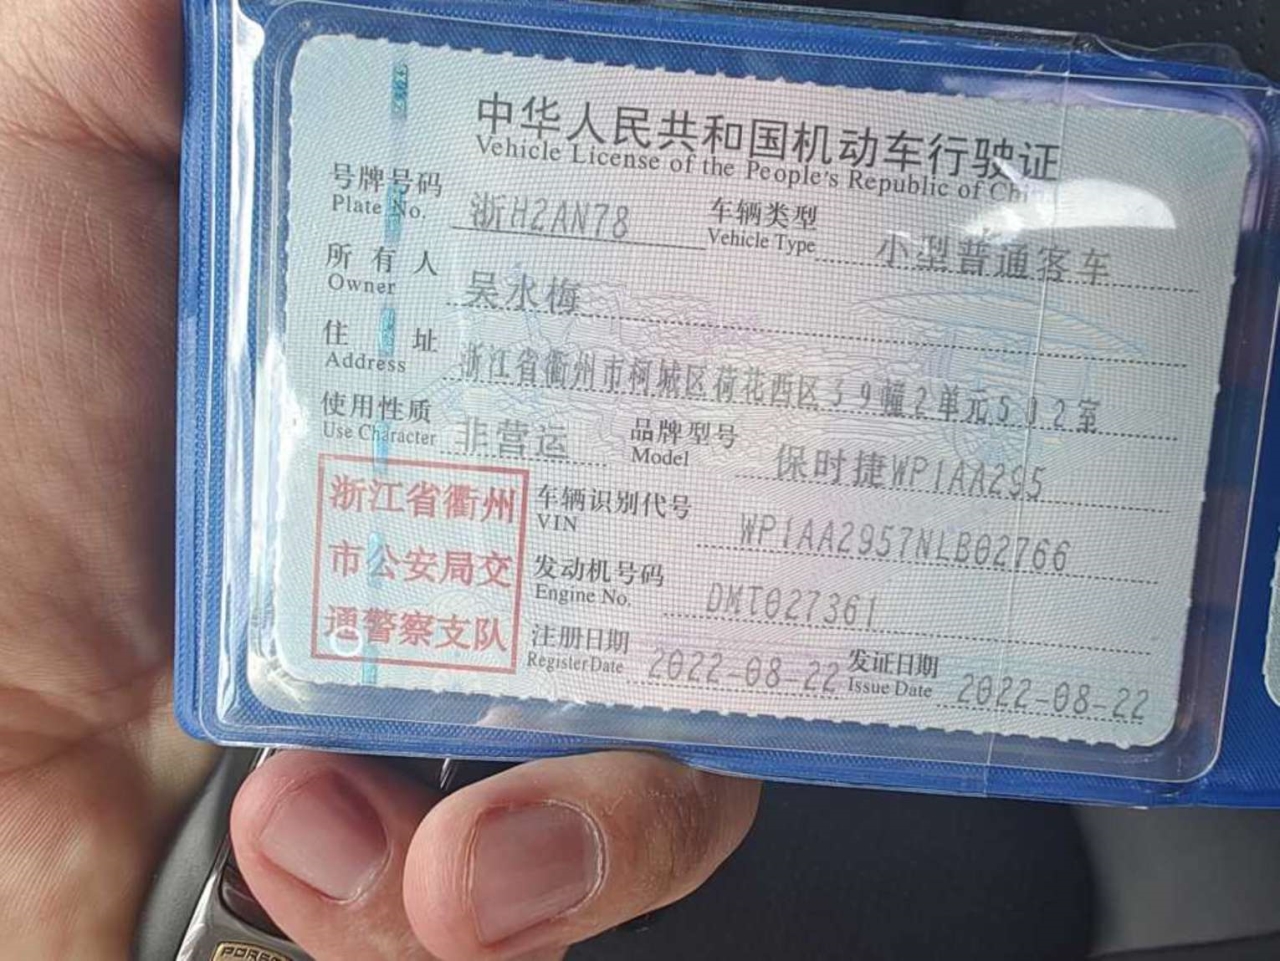 中华人民共和国机动车行驶证
Vehicle License of the People's Republic of Chi
号牌号码 浙H2AN78 车辆类型 小型普通客车
Plate No. Vehicle Type
所有人 吴水梅
Owner
住址 浙江省衢州市柯城区荷花西区39幢2单元502室
Address
使用性质 非营运 品牌型号 保时捷WP1AA295
Use Character Model
浙江省衢州
市公安局交
通警察支队
车辆识别代号 WP1AA2957NLB02766
VIN
发动机号码 DMT027361
Engine No.
注册日期 2022-08-22 发证日期 2022-08-22
Register Date Issue Date
PORSC